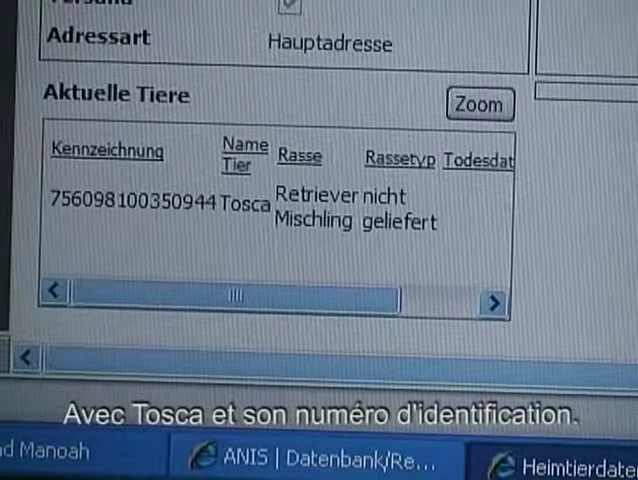 Adressart Hauptadresse
Aktuelle Tiere Zoom
Kennzeichnung Name Tier Rasse Rassetyp Todesdat
756098100350944 Tosca Retriever Mischling nicht geliefert
Avec Tosca et son numéro d'identification.
Manoah ANIS | Datenbank/Re... Heimtierdate